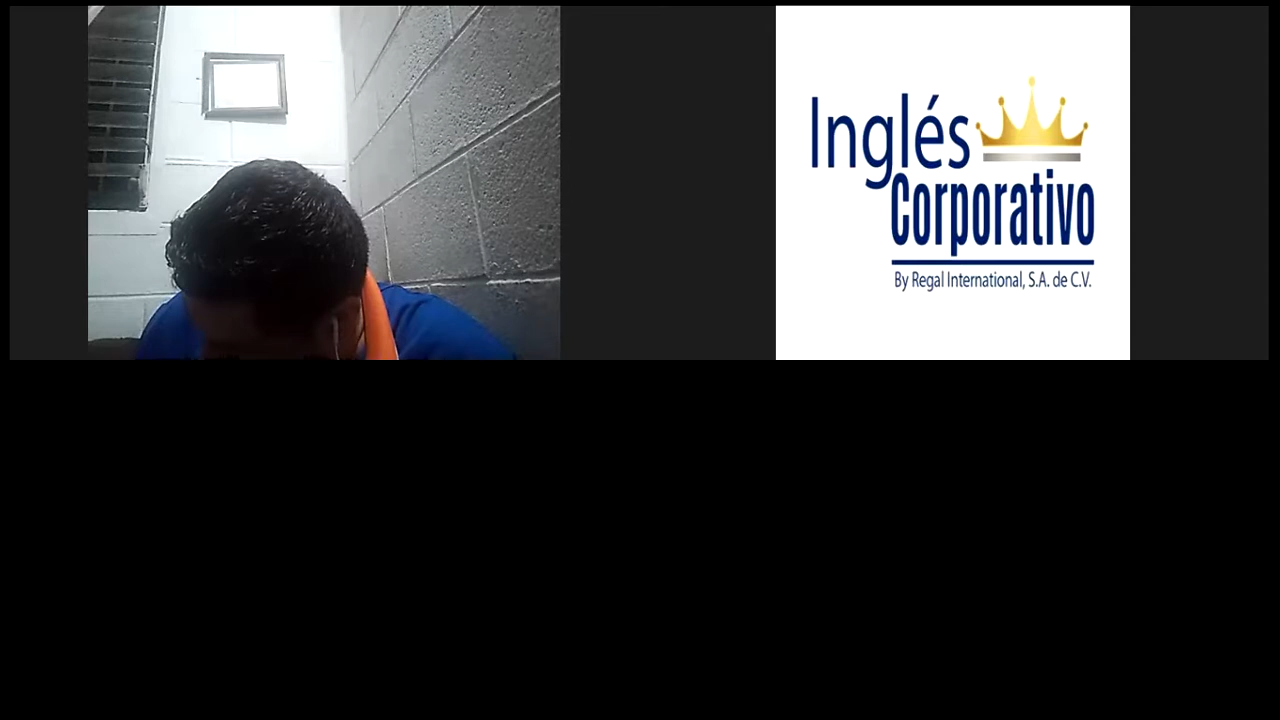 Inglés
Corporativo
By Regal International, S.A. de C.V.